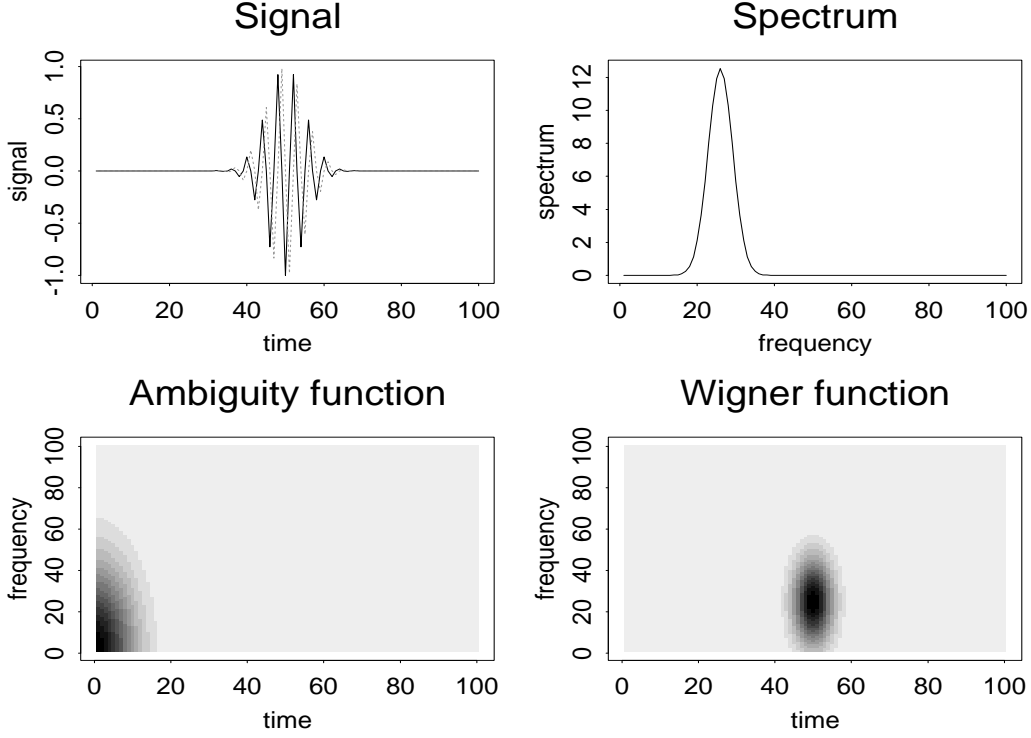 Signal
signal
-1.0 -0.5 0.0 0.5 1.0
0 20 40 60 80 100
time
Spectrum
spectrum
0 2 4 6 8 10 12
0 20 40 60 80 100
frequency
Ambiguity function
frequency
0 20 40 60 80 100
0 20 40 60 80 100
time
Wigner function
frequency
0 20 40 60 80 100
0 20 40 60 80 100
time